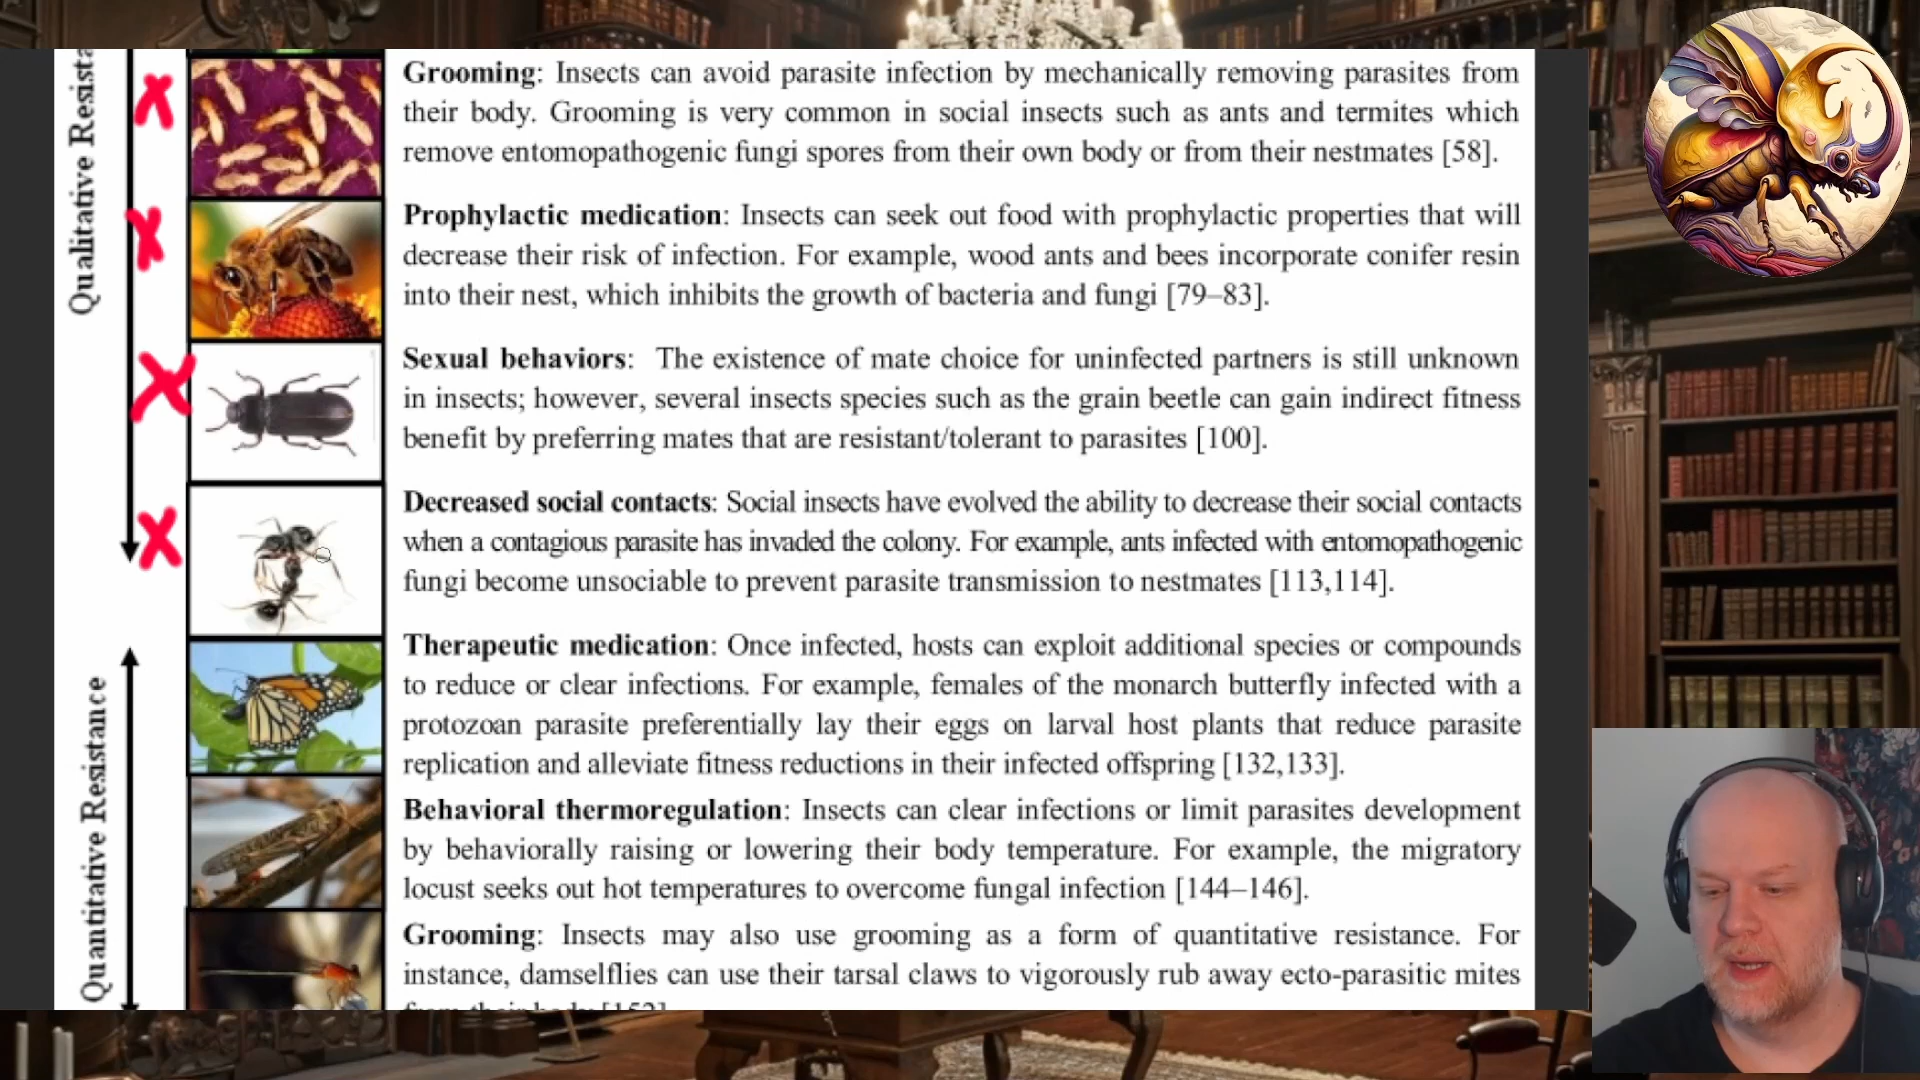 Qualitative Resista
Grooming: Insects can avoid parasite infection by mechanically removing parasites from
their body. Grooming is very common in social insects such as ants and termites which
remove entomopathogenic fungi spores from their own body or from their nestmates [58].
Prophylactic medication: Insects can seek out food with prophylactic properties that will
decrease their risk of infection. For example, wood ants and bees incorporate conifer resin
into their nest, which inhibits the growth of bacteria and fungi [79–83].
Sexual behaviors: The existence of mate choice for uninfected partners is still unknown
in insects; however, several insects species such as the grain beetle can gain indirect fitness
benefit by preferring mates that are resistant/tolerant to parasites [100].
Decreased social contacts: Social insects have evolved the ability to decrease their social contacts
when a contagious parasite has invaded the colony. For example, ants infected with entomopathogenic
fungi become unsociable to prevent parasite transmission to nestmates [113,114].
Quantitative Resistance
Therapeutic medication: Once infected, hosts can exploit additional species or compounds
to reduce or clear infections. For example, females of the monarch butterfly infected with a
protozoan parasite preferentially lay their eggs on larval host plants that reduce parasite
replication and alleviate fitness reductions in their infected offspring [132,133].
Behavioral thermoregulation: Insects can clear infections or limit parasites development
by behaviorally raising or lowering their body temperature. For example, the migratory
locust seeks out hot temperatures to overcome fungal infection [144–146].
Grooming: Insects may also use grooming as a form of quantitative resistance. For
instance, damselflies can use their tarsal claws to vigorously rub away ecto-parasitic mites